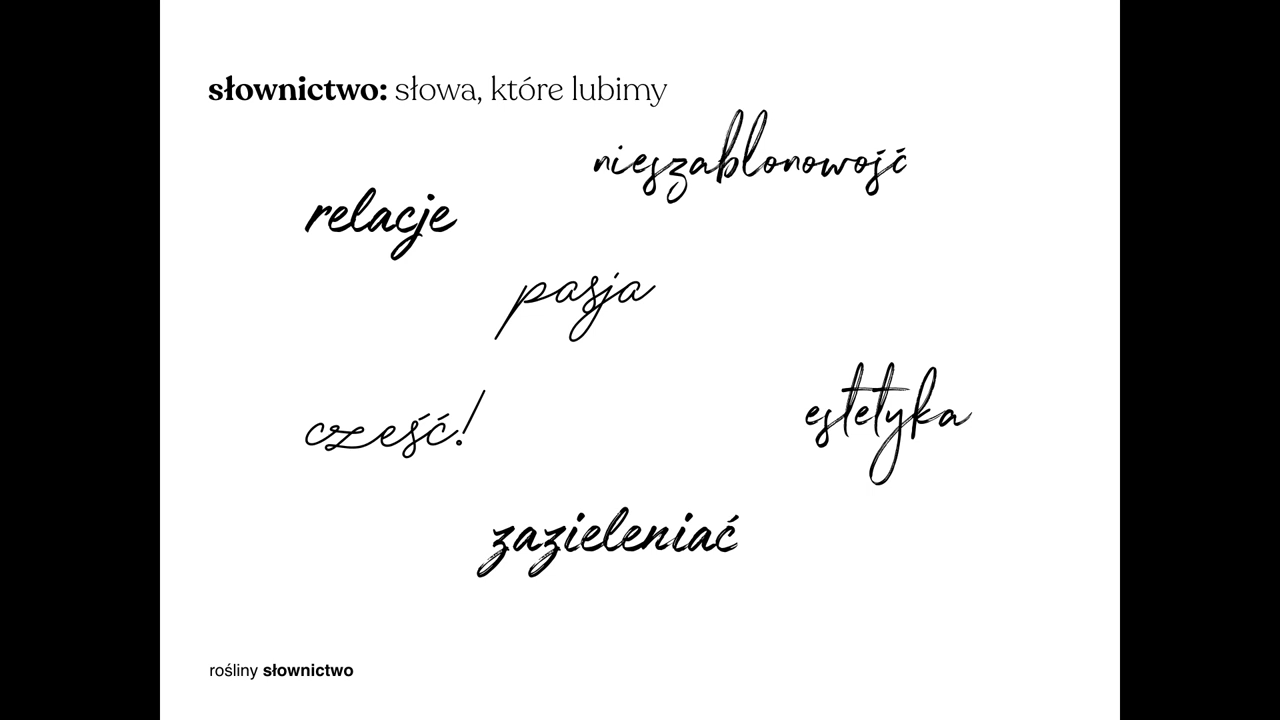 słownictwo: słowa, które lubimy
nieszablonowość
relacje
pasja
cześć!
estetyka
zazieleniać
rośliny słownictwo